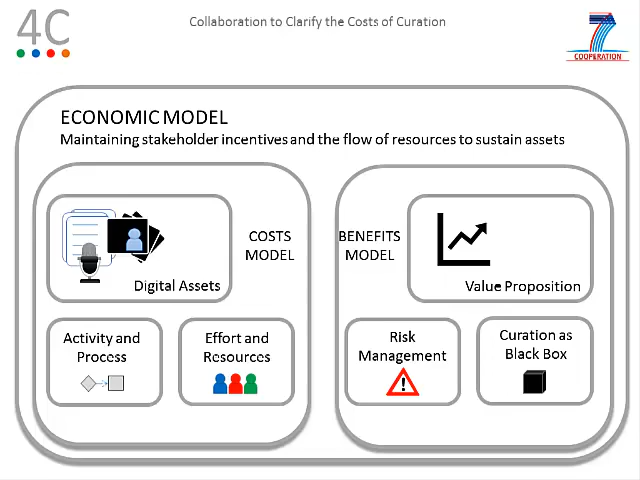 4C
Collaboration to Clarify the Costs of Curation
7
COOPERATION
ECONOMIC MODEL
Maintaining stakeholder incentives and the flow of resources to sustain assets
COSTS
MODEL
Digital Assets
Activity and
Process
Effort and
Resources
BENEFITS
MODEL
Value Proposition
Risk
Management
Curation as
Black Box